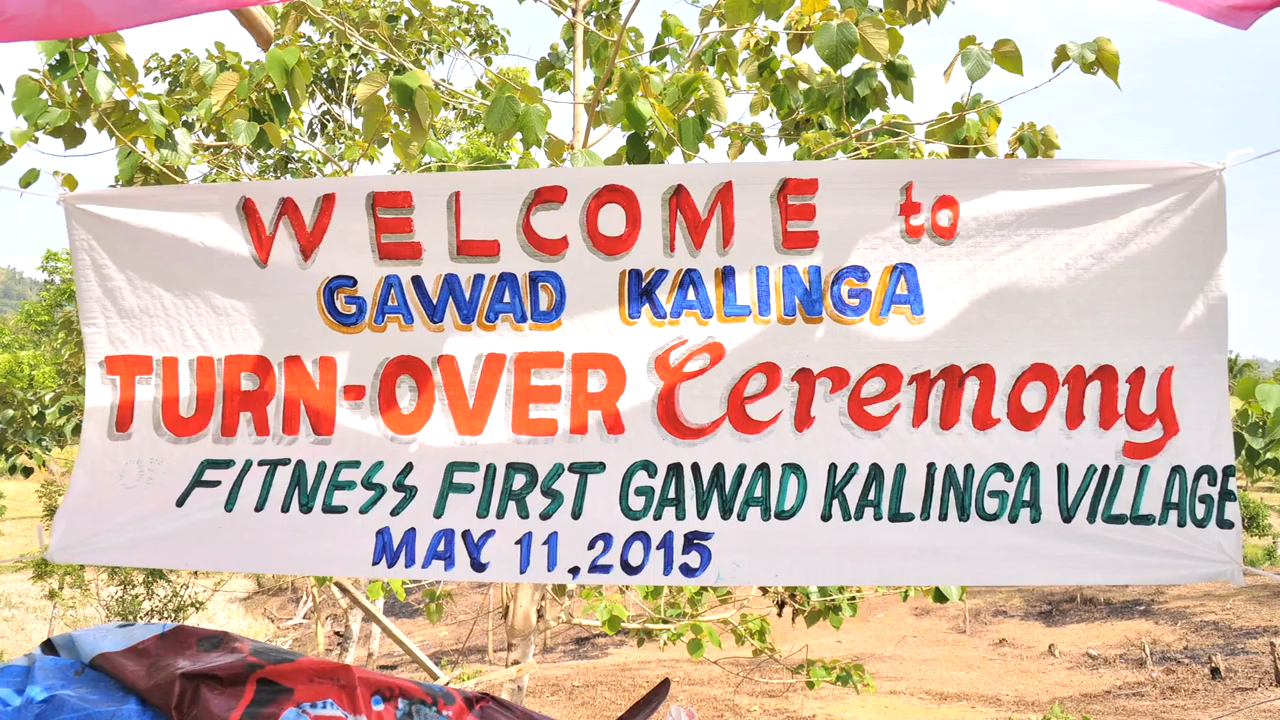 WELCOME to
GAWAD KALINGA
TURN-OVER Ceremony
FITNESS FIRST GAWAD KALINGA VILLAGE
MAY 11, 2015